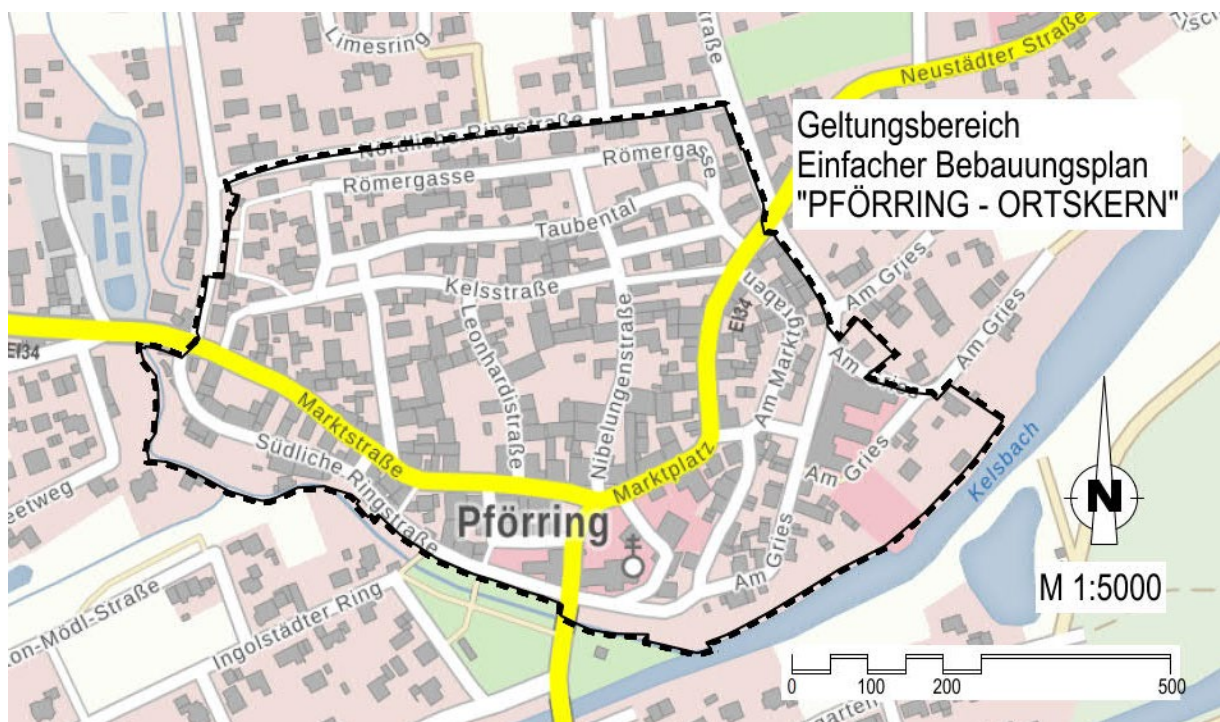 Limesring
Neustädter Straße
Geltungsbereich
Einfacher Bebauungsplan
"PFÖRRING - ORTSKERN"
Nördliche Ringstraße
Römergasse
Römergasse
Taubental
Kelsstraße
Leonhardistraße
Nibelungenstraße
EI34
Am Marktgraben
Am Gries
Am Gries
Am Gries
EI34
Marktstraße
Südliche Ringstraße
Marktplatz
Am Gries
Kelsbach
Pförring
Am Gries
N
M 1:5000
Ingolstädter Ring
0 100 200 500